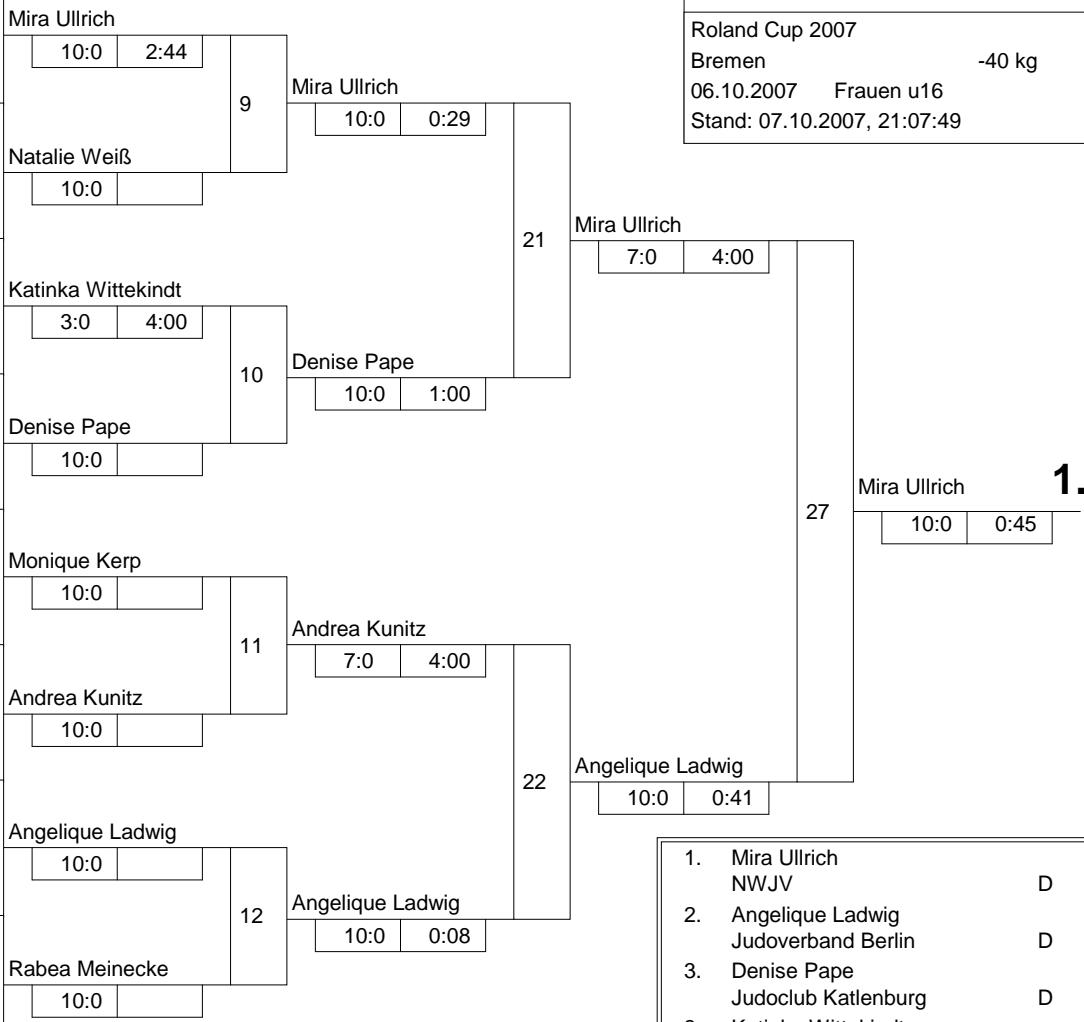 Roland Cup 2007
Bremen -40 kg
06.10.2007 Frauen u16
Stand: 07.10.2007, 21:07:49
Mira Ullrich
10:0 2:44
9
Natalie Weiß
10:0
Mira Ullrich
10:0 0:29
21
Katinka Wittekindt
3:0 4:00
10
Denise Pape
10:0
Denise Pape
10:0 1:00
Mira Ullrich
7:0 4:00
27
Mira Ullrich 1.
10:0 0:45
Monique Kerp
10:0
11
Andrea Kunitz
10:0
Andrea Kunitz
7:0 4:00
22
Angelique Ladwig
10:0
12
Rabea Meinecke
10:0
Angelique Ladwig
10:0 0:08
Angelique Ladwig
10:0 0:41
1. Mira Ullrich
NWJV D
2. Angelique Ladwig
Judoverband Berlin D
3. Denise Pape
Judoclub Katlenburg D